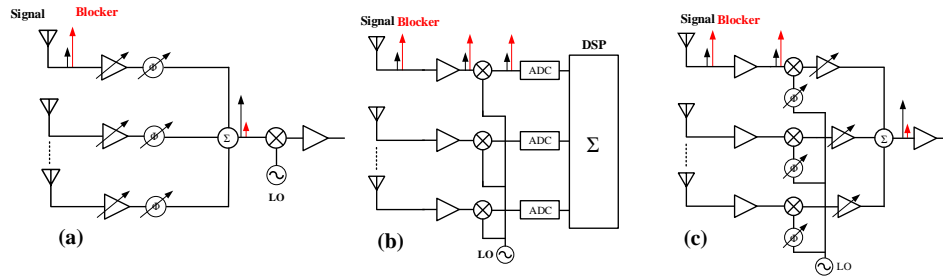 Signal Blocker
Φ
Φ
Σ
LO
Φ
(a)
Signal Blocker
DSP
ADC
ADC
Σ
ADC
LO
(b)
Signal Blocker
Φ
Σ
Φ
Φ
LO
(c)